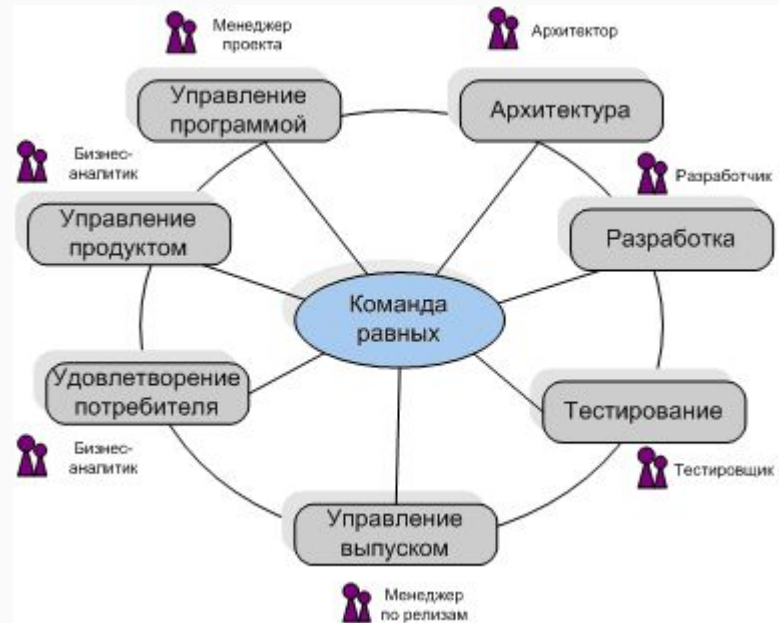 Менеджер
проекта
Архитектор
Управление
программой
Архитектура
Бизнес-
аналитик
Разработчик
Управление
продуктом
Разработка
Команда
равных
Удовлетворение
потребителя
Тестирование
Бизнес-
аналитик
Тестировщик
Управление
выпуском
Менеджер
по релизам